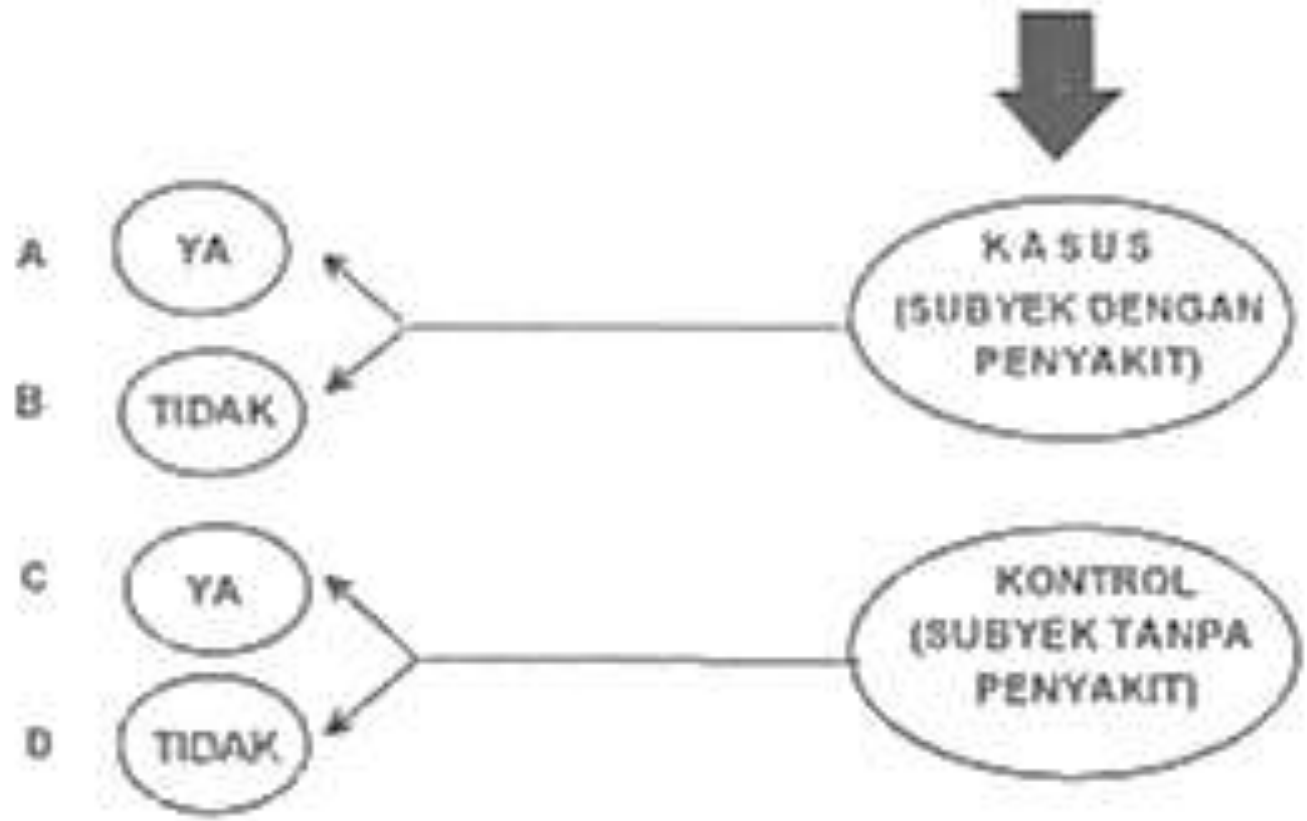 A
YA
B
TIDAK
KASUS
(SUBYEK DENGAN
PENYAKIT)
C
YA
D
TIDAK
KONTROL
(SUBYEK TANPA
PENYAKIT)